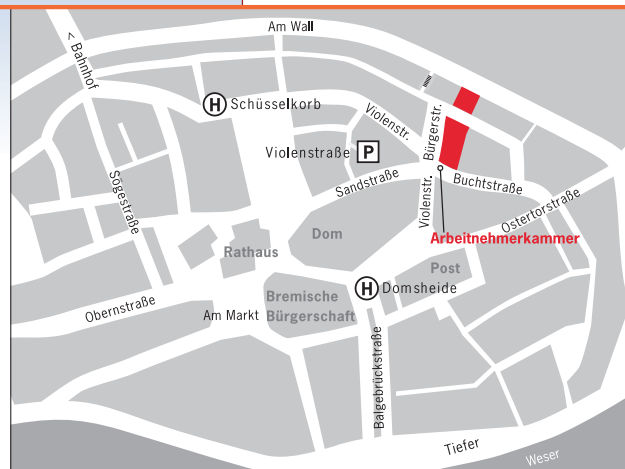 Am Wall
< Bahnhof
H Schüsselkorb
Violenstr.
Bürgerstr.
Violenstraße P
Sandstraße
Buchtstraße
Sögestraße
Violenstr.
Ostertorstraße
Arbeitnehmerkammer
Dom
Rathaus
Post
H Domsheide
Obernstraße
Am Markt
Bremische
Bürgerschaft
Balgebrückstraße
Tiefer
Weser